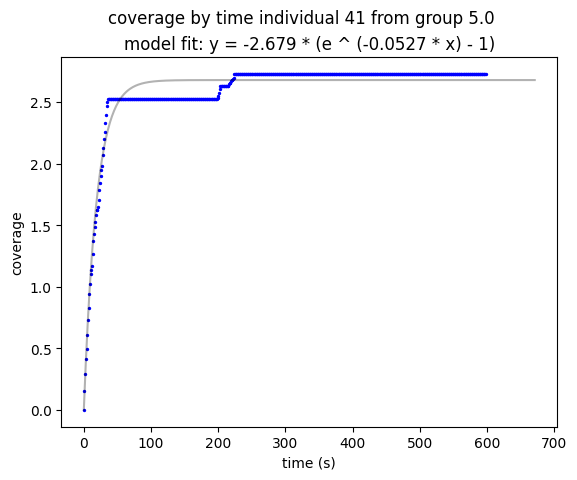 coverage by time individual 41 from group 5.0
model fit: y = -2.679 * (e ^ (-0.0527 * x) - 1)
coverage
2.5
2.0
1.5
1.0
0.5
0.0
0 100 200 300 400 500 600 700
time (s)